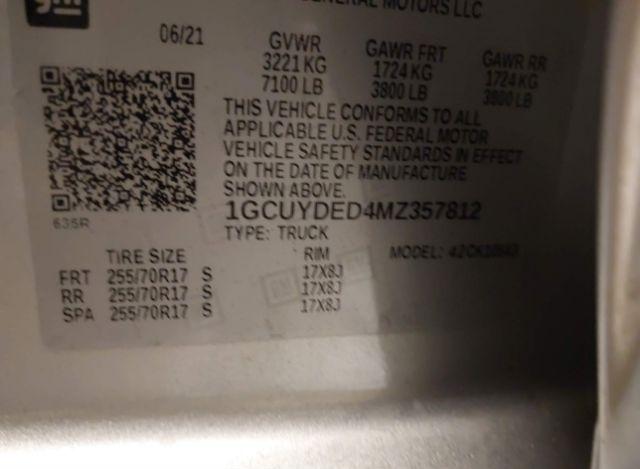 gm GENERAL MOTORS LLC
06/21 GVWR GAWR FRT GAWR RR
3221 KG 1724 KG 1724 KG
7100 LB 3800 LB 3800 LB
THIS VEHICLE CONFORMS TO ALL
APPLICABLE U.S. FEDERAL MOTOR
VEHICLE SAFETY STANDARDS IN EFFECT
ON THE DATE OF MANUFACTURE
SHOWN ABOVE.
635R 1GCUYDED4MZ357812
TYPE: TRUCK
TIRE SIZE RIM MODEL:
FRT 255/70R17 S 17X8J
RR 255/70R17 S 17X8J
SPA 255/70R17 S 17X8J